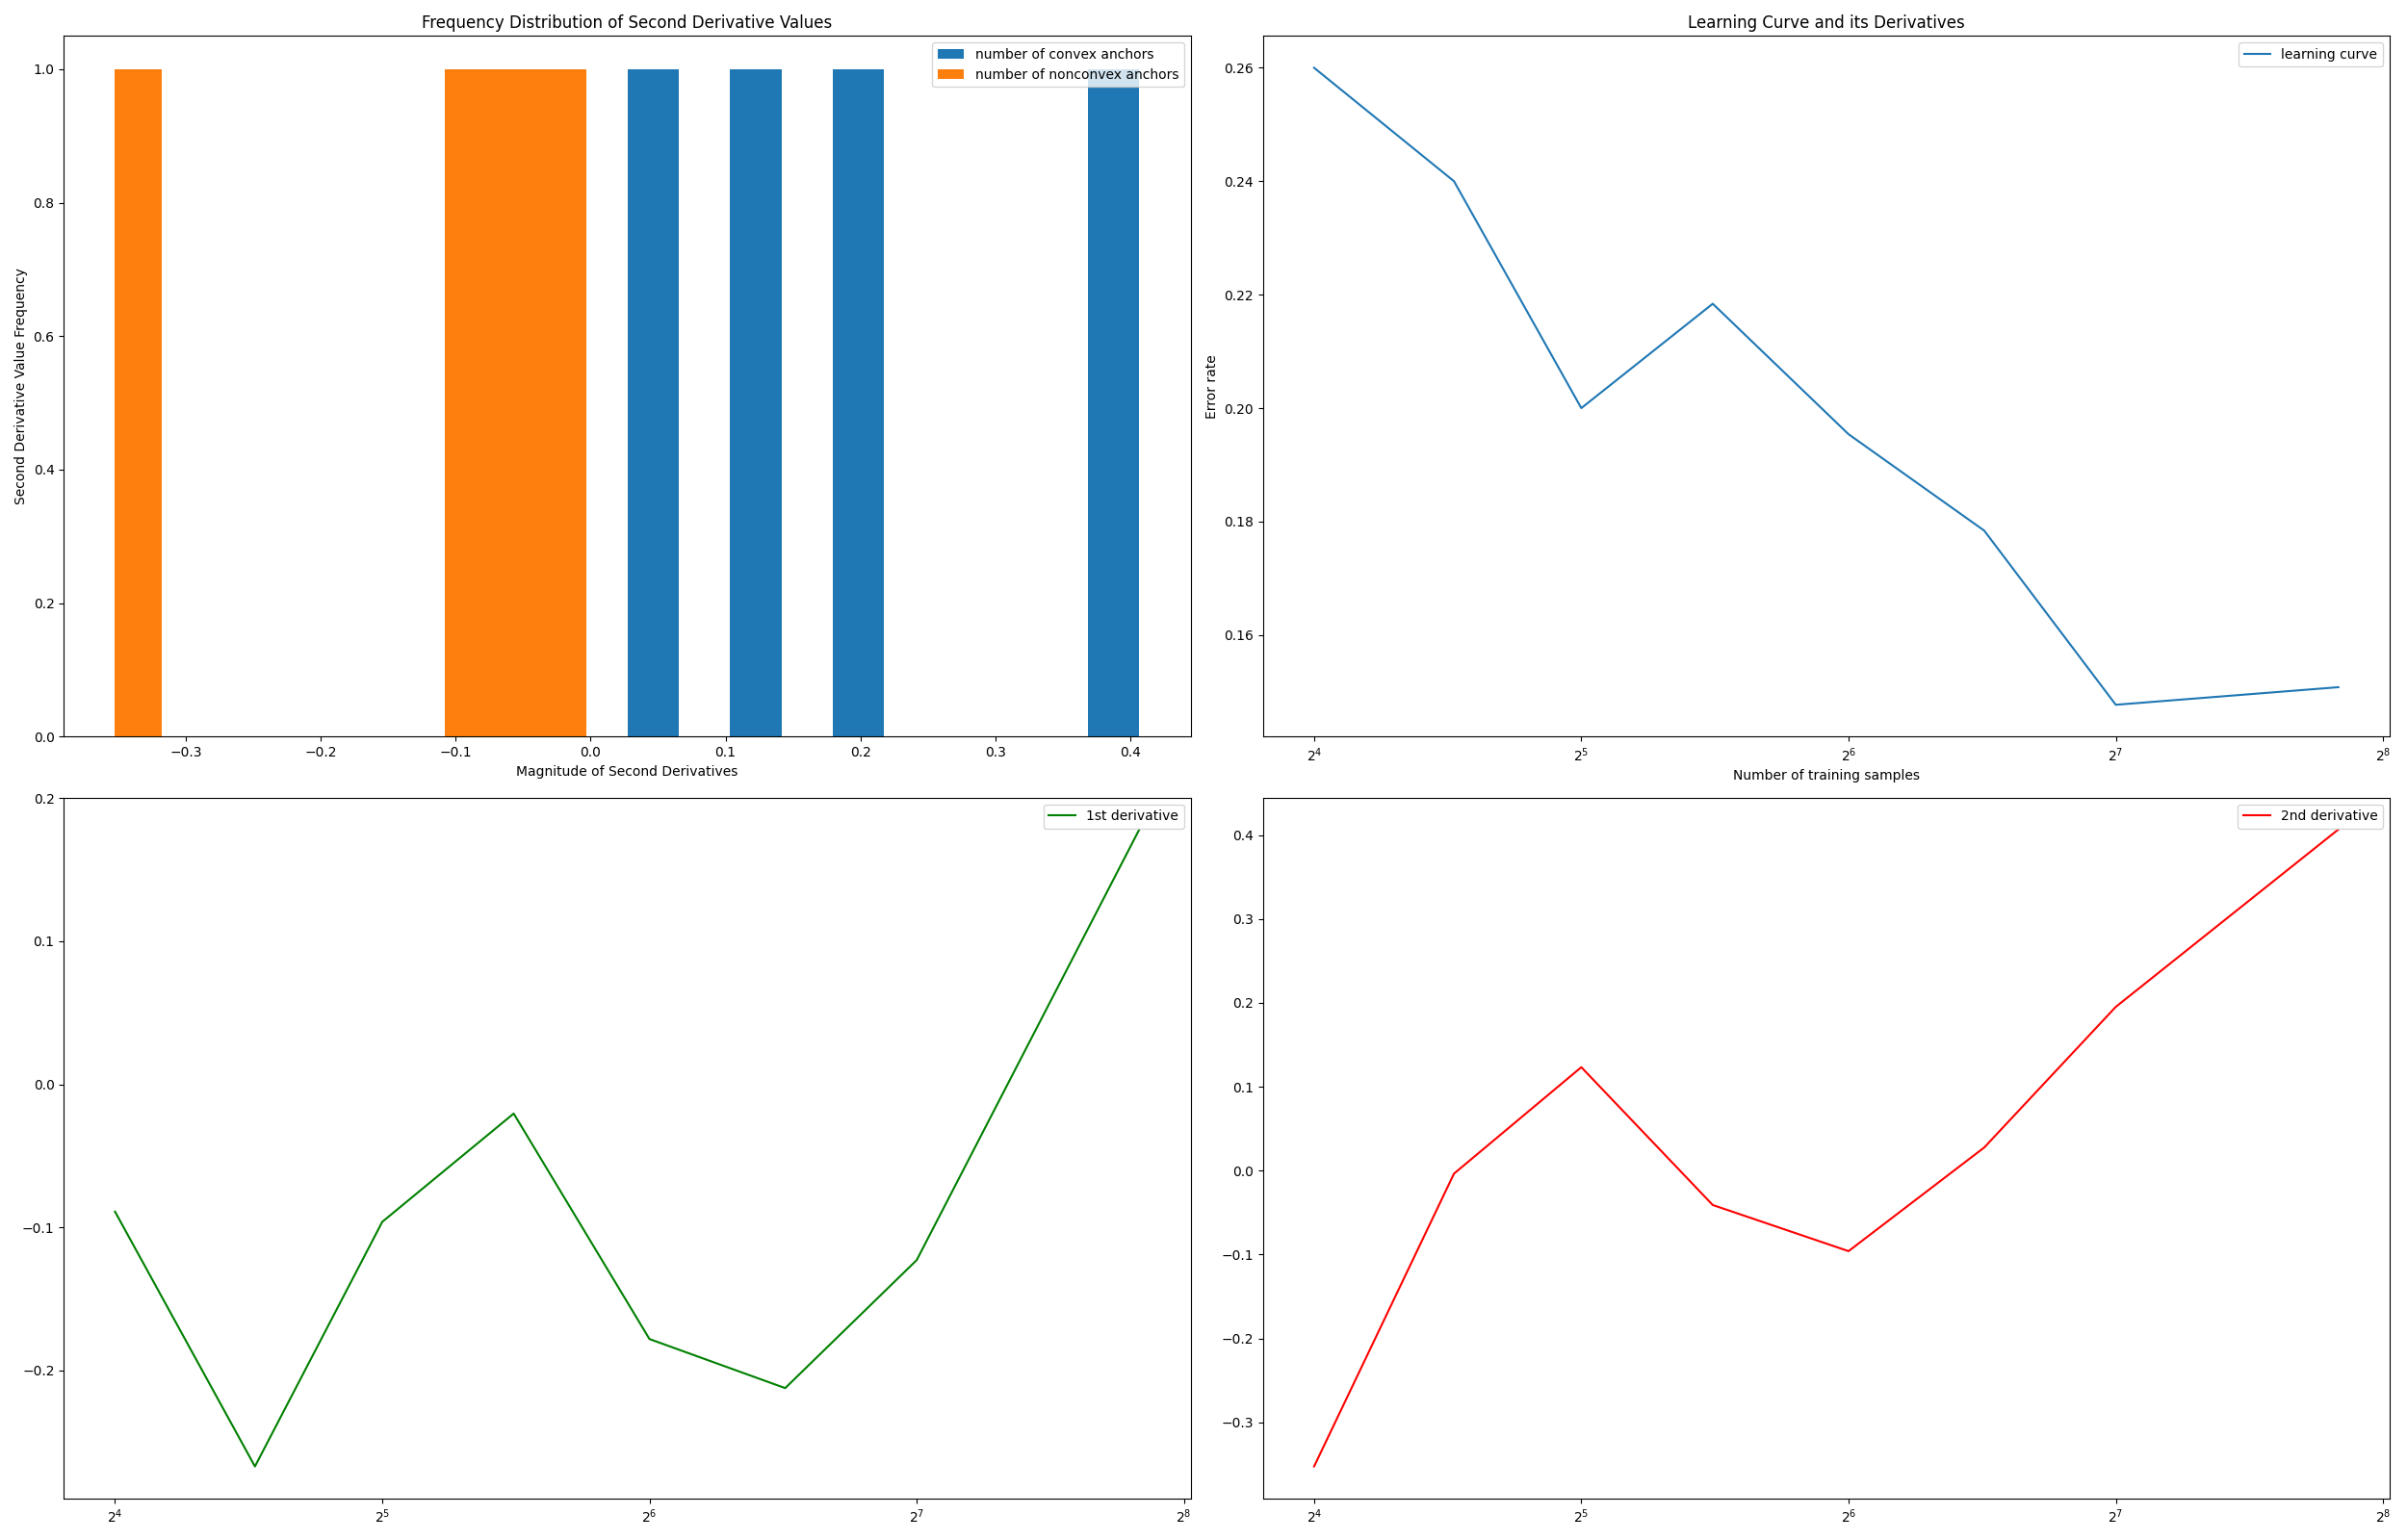 Frequency Distribution of Second Derivative Values
number of convex anchors
number of nonconvex anchors
Second Derivative Value Frequency
1.0
0.8
0.6
0.4
0.2
0.0
−0.3 −0.2 −0.1 0.0 0.1 0.2 0.3 0.4
Magnitude of Second Derivatives
Learning Curve and its Derivatives
learning curve
Error rate
0.26
0.24
0.22
0.20
0.18
0.16
2⁴ 2⁵ 2⁶ 2⁷ 2⁸
Number of training samples
1st derivative
0.2
0.1
0.0
−0.1
−0.2
2⁴ 2⁵ 2⁶ 2⁷ 2⁸
2nd derivative
0.4
0.3
0.2
0.1
0.0
−0.1
−0.2
−0.3
2⁴ 2⁵ 2⁶ 2⁷ 2⁸